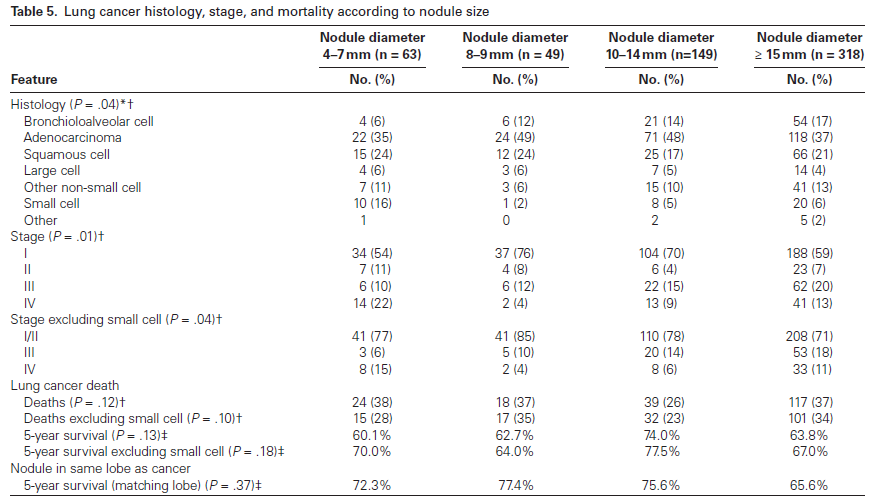 Table 5. Lung cancer histology, stage, and mortality according to nodule size
Nodule diameter Nodule diameter Nodule diameter Nodule diameter
4–7 mm (n = 63) 8–9 mm (n = 49) 10–14 mm (n=149) ≥ 15 mm (n = 318)
Feature No. (%) No. (%) No. (%) No. (%)
Histology (P = .04)*†
Bronchioloalveolar cell 4 (6) 6 (12) 21 (14) 54 (17)
Adenocarcinoma 22 (35) 24 (49) 71 (48) 118 (37)
Squamous cell 15 (24) 12 (24) 25 (17) 66 (21)
Large cell 4 (6) 3 (6) 7 (5) 14 (4)
Other non-small cell 7 (11) 3 (6) 15 (10) 41 (13)
Small cell 10 (16) 1 (2) 8 (5) 20 (6)
Other 1 0 2 5 (2)
Stage (P = .01)†
I 34 (54) 37 (76) 104 (70) 188 (59)
II 7 (11) 4 (8) 6 (4) 23 (7)
III 6 (10) 6 (12) 22 (15) 62 (20)
IV 14 (22) 2 (4) 13 (9) 41 (13)
Stage excluding small cell (P = .04)†
I/II 41 (77) 41 (85) 110 (78) 208 (71)
III 3 (6) 5 (10) 20 (14) 53 (18)
IV 8 (15) 2 (4) 8 (6) 33 (11)
Lung cancer death
Deaths (P = .12)† 24 (38) 18 (37) 39 (26) 117 (37)
Deaths excluding small cell (P = .10)† 15 (28) 17 (35) 32 (23) 101 (34)
5-year survival (P = .13)‡ 60.1% 62.7% 74.0% 63.8%
5-year survival excluding small cell (P = .18)‡ 70.0% 64.0% 77.5% 67.0%
Nodule in same lobe as cancer
5-year survival (matching lobe) (P = .37)‡ 72.3% 77.4% 75.6% 65.6%